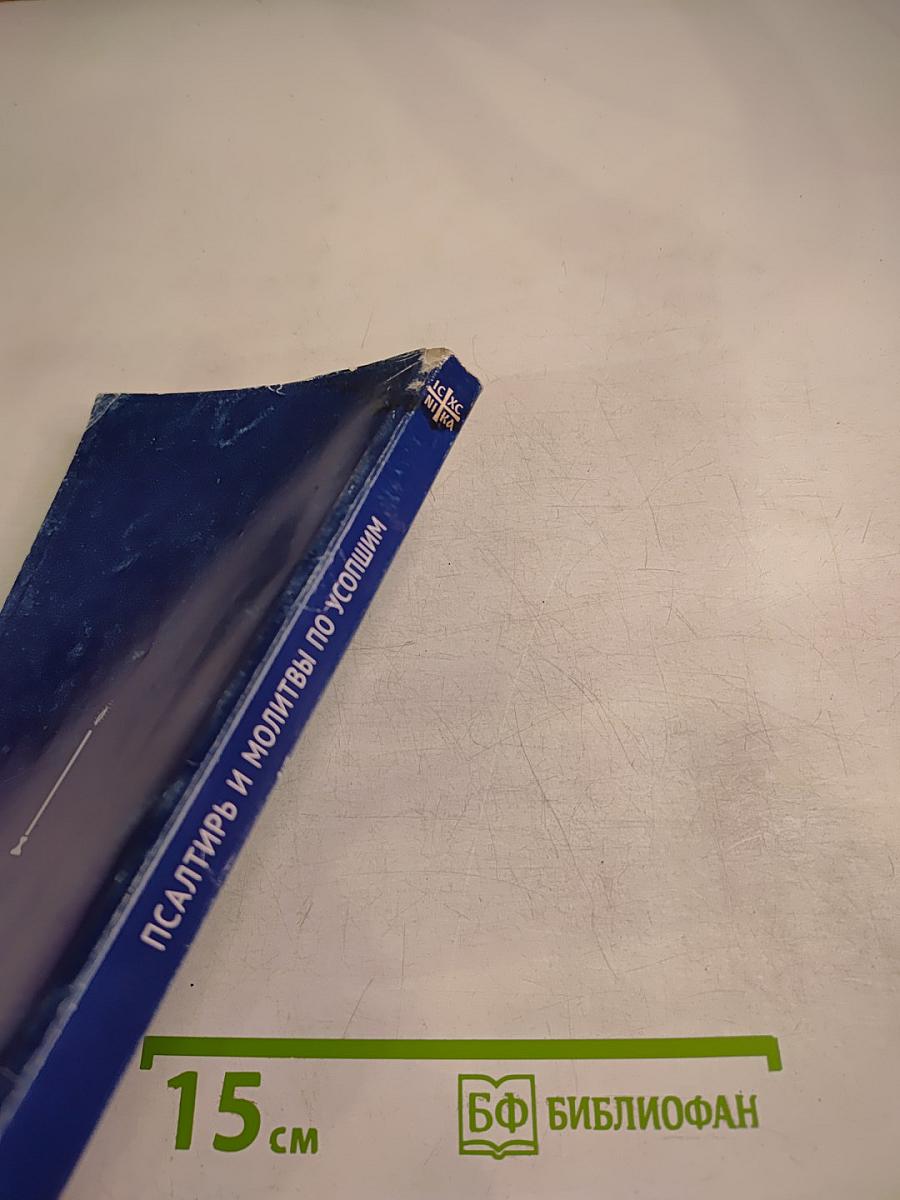 IC XC
NI KA
ПСАЛТИРЬ И МОЛИТВЫ ПО УСОПШИМ
15 см
БФ БИБЛИОФАН